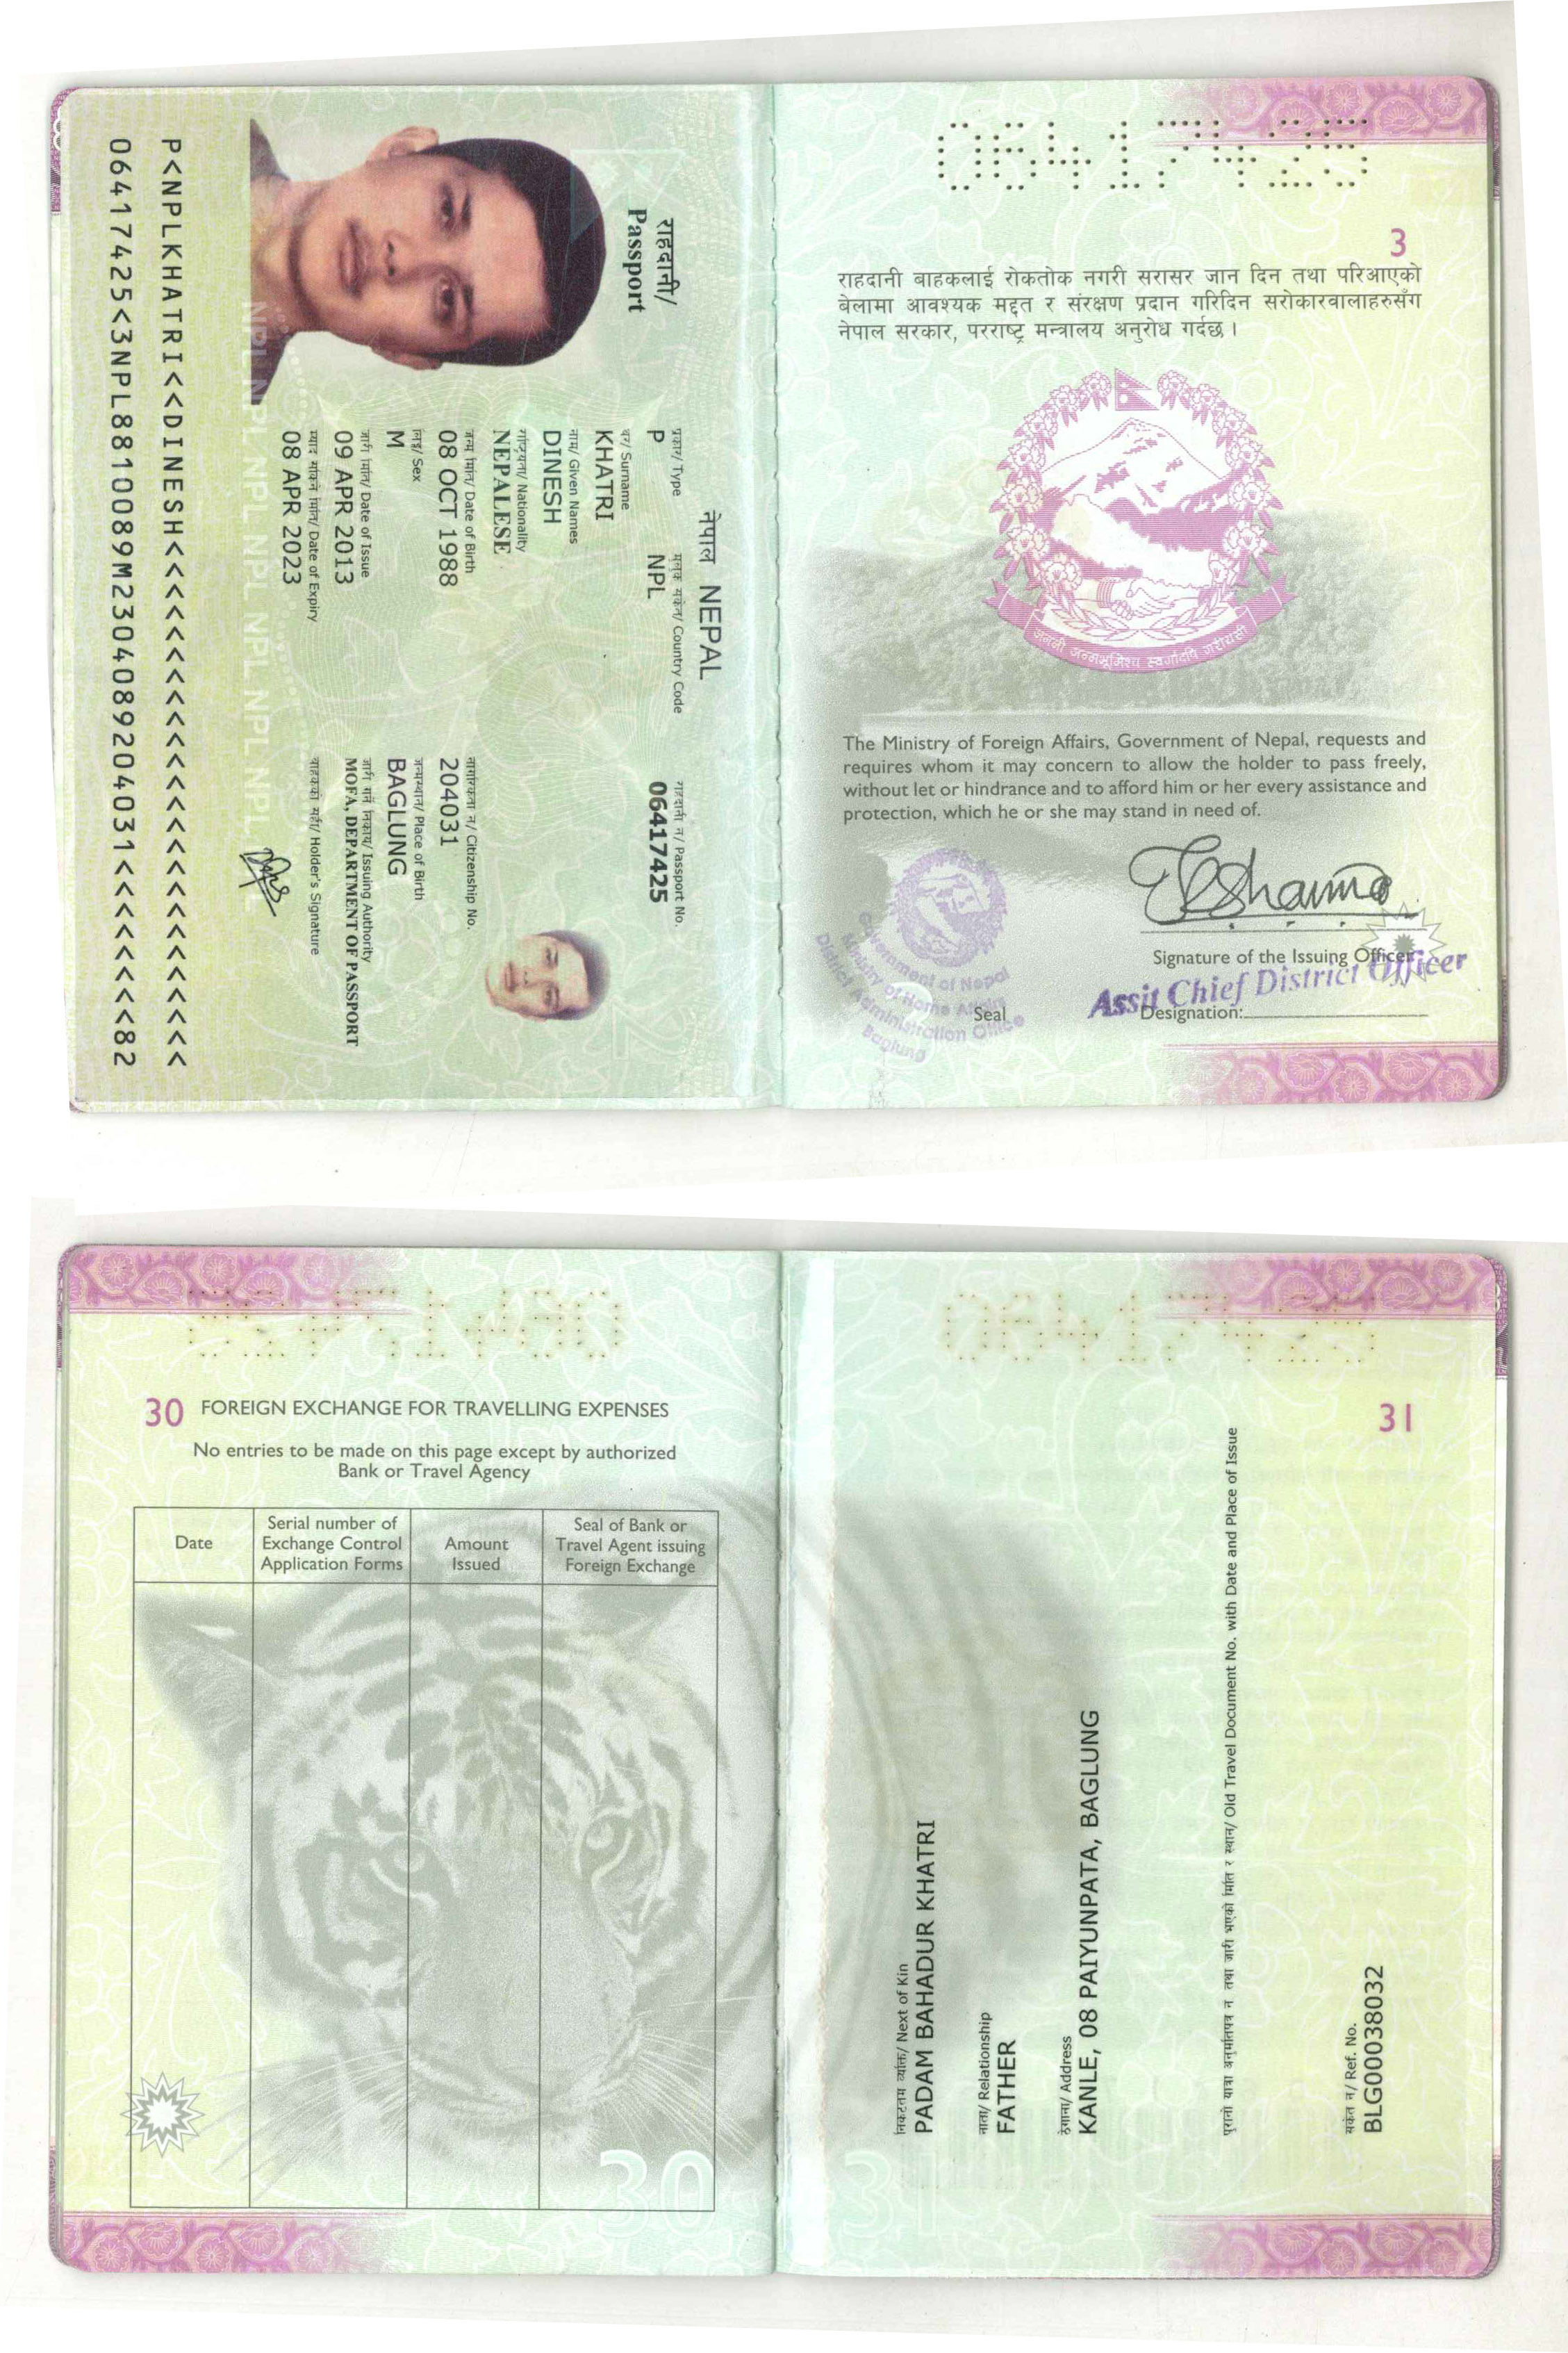 राहदानी/
Passport
नेपाल NEPAL
प्रकार/ Type
P
मुलुक संकेत/ Country Code
NPL
राहदानी नं/ Passport No.
06417425
थर/ Surname
KHATRI
नाम/ Given Names
DINESH
राष्ट्रियता/ Nationality
NEPALESE
जन्म मिति/ Date of Birth
08 OCT 1988
नागरिकता नं/ Citizenship No.
204031
लिङ्ग/ Sex
M
जन्मस्थान/ Place of Birth
BAGLUNG
जारी मिति/ Date of Issue
09 APR 2013
जारी गर्ने निकाय/ Issuing Authority
MOFA, DEPARTMENT OF PASSPORT
म्याद सकिने मिति/ Date of Expiry
08 APR 2023
वाहकको सही/ Holder's Signature
NPL NPL NPL NPL NPL NPL NPL
P<NPLKHATRI<<DINESH<<<<<<<<<<<<<<<<<<<<<<<<<
06417425<3NPL8810089M2304089204031<<<<<<<<82
06417425
3
राहदानी बाहकलाई रोकतोक नगरी सरासर जान दिन तथा परिआएको
बेलामा आवश्यक मद्दत र संरक्षण प्रदान गरिदिन सरोकारवालाहरुसँग
नेपाल सरकार, परराष्ट्र मन्त्रालय अनुरोध गर्दछ ।
जननी जन्मभूमिश्च स्वर्गादपि गरीयसी
The Ministry of Foreign Affairs, Government of Nepal, requests and
requires whom it may concern to allow the holder to pass freely,
without let or hindrance and to afford him or her every assistance and
protection, which he or she may stand in need of.
Signature of the Issuing Officer
Assit Chief District Officer
Designation:
Seal
Government of Nepal
Ministry of Home Affairs
District Administration Office
Baglung
30 FOREIGN EXCHANGE FOR TRAVELLING EXPENSES
No entries to be made on this page except by authorized
Bank or Travel Agency
Date
Serial number of
Exchange Control
Application Forms
Amount
Issued
Seal of Bank or
Travel Agent issuing
Foreign Exchange
30
06417425
31
निकटतम व्यक्ति/ Next of Kin
PADAM BAHADUR KHATRI
नाता/ Relationship
FATHER
ठेगाना/ Address
KANLE, 08 PAIYUNPATA, BAGLUNG
पुरानो यात्रा अनुमतिपत्र नं तथा जारी भएको मिति र स्थान/ Old Travel Document No. with Date and Place of Issue
संकेत नं/ Ref. No.
BLG00038032
31